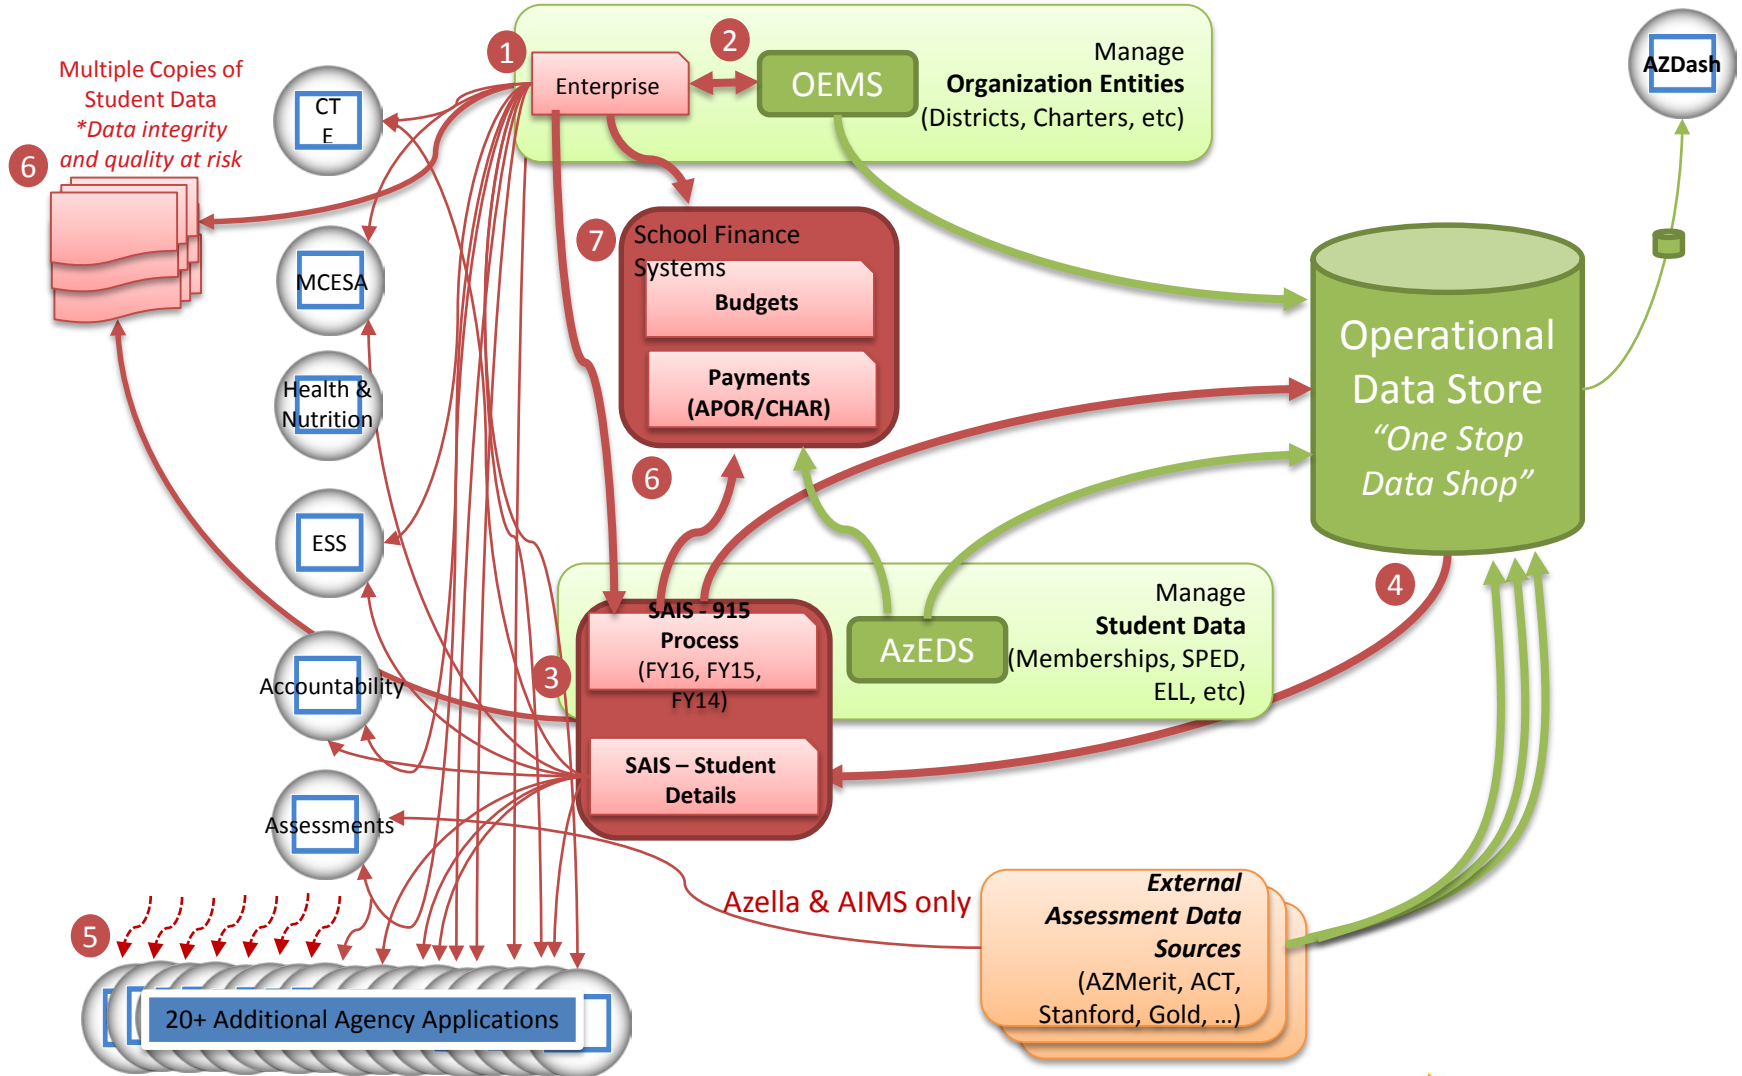 1
2
Enterprise
OEMS
Manage
Organization Entities
(Districts, Charters, etc)
AZDash
Multiple Copies of
Student Data
*Data integrity
and quality at risk
6
CT
E
MCESA
Health &
Nutrition
ESS
Accountability
Assessments
7
School Finance
Systems
Budgets
Payments
(APOR/CHAR)
6
Operational
Data Store
“One Stop
Data Shop”
4
3
SAIS - 915
Process
(FY16, FY15,
FY14)
SAIS – Student
Details
AzEDS
Manage
Student Data
(Memberships, SPED,
ELL, etc)
Azella & AIMS only
External
Assessment Data
Sources
(AZMerit, ACT,
Stanford, Gold, ...)
5
20+ Additional Agency Applications